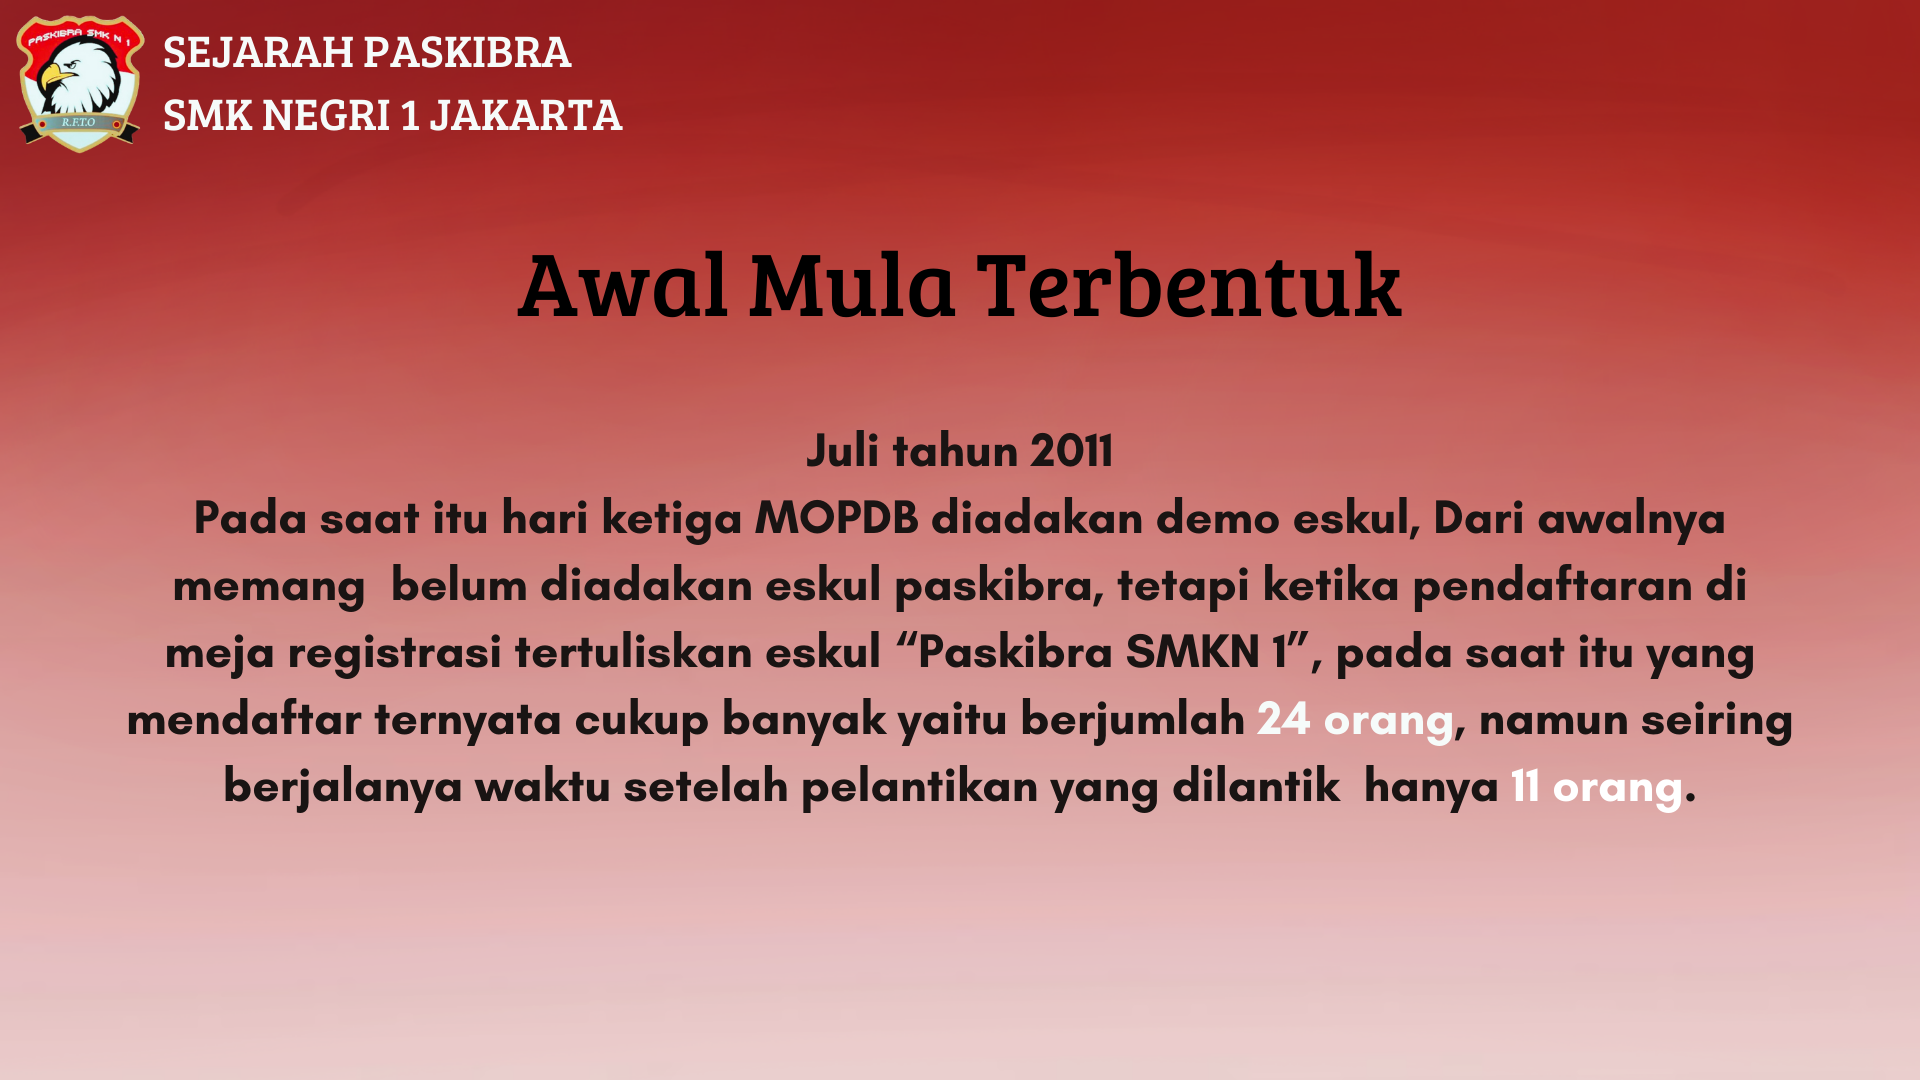 PASKIBRA SMK N 1
R.F.T.O
SEJARAH PASKIBRA
SMK NEGRI 1 JAKARTA
Awal Mula Terbentuk
Juli tahun 2011
Pada saat itu hari ketiga MOPDB diadakan demo eskul, Dari awalnya
memang  belum diadakan eskul paskibra, tetapi ketika pendaftaran di
meja registrasi tertuliskan eskul “Paskibra SMKN 1”, pada saat itu yang
mendaftar ternyata cukup banyak yaitu berjumlah 24 orang, namun seiring
berjalanya waktu setelah pelantikan yang dilantik  hanya 11 orang.